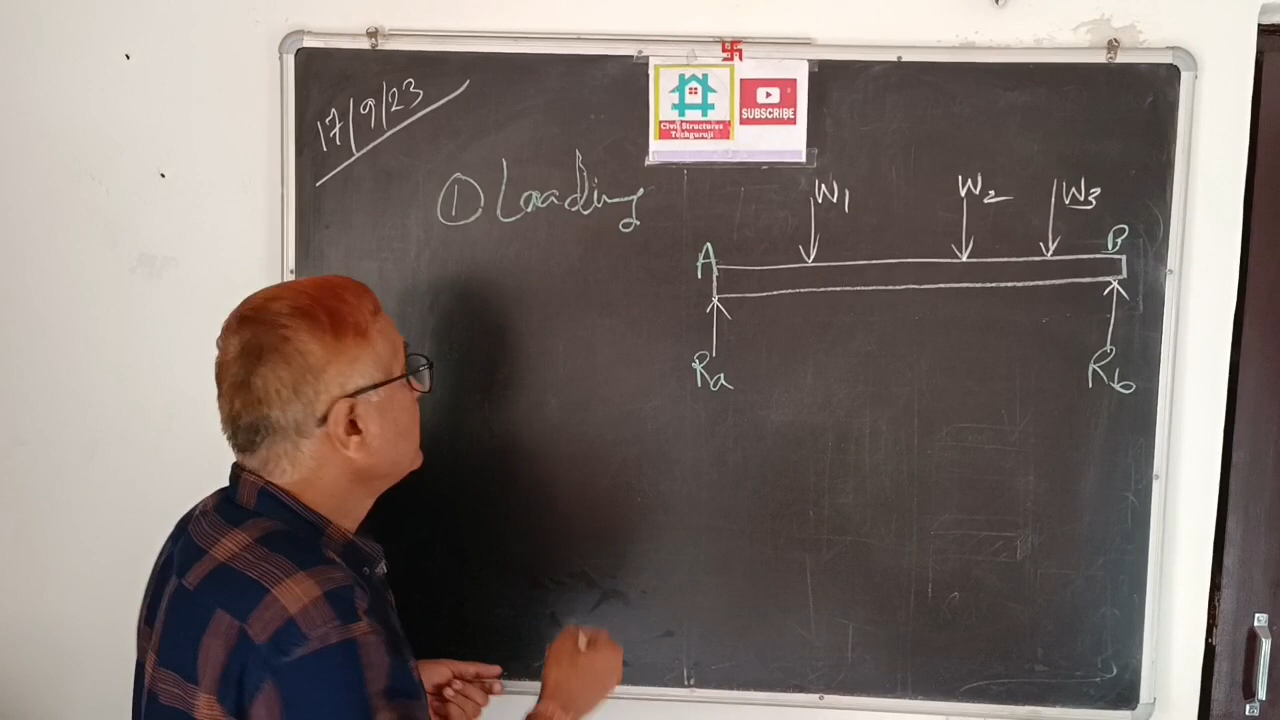 17/9/23
Civil Structures
Techguruji
SUBSCRIBE
① Loading
W1 W2 W3
A B
Ra Rb